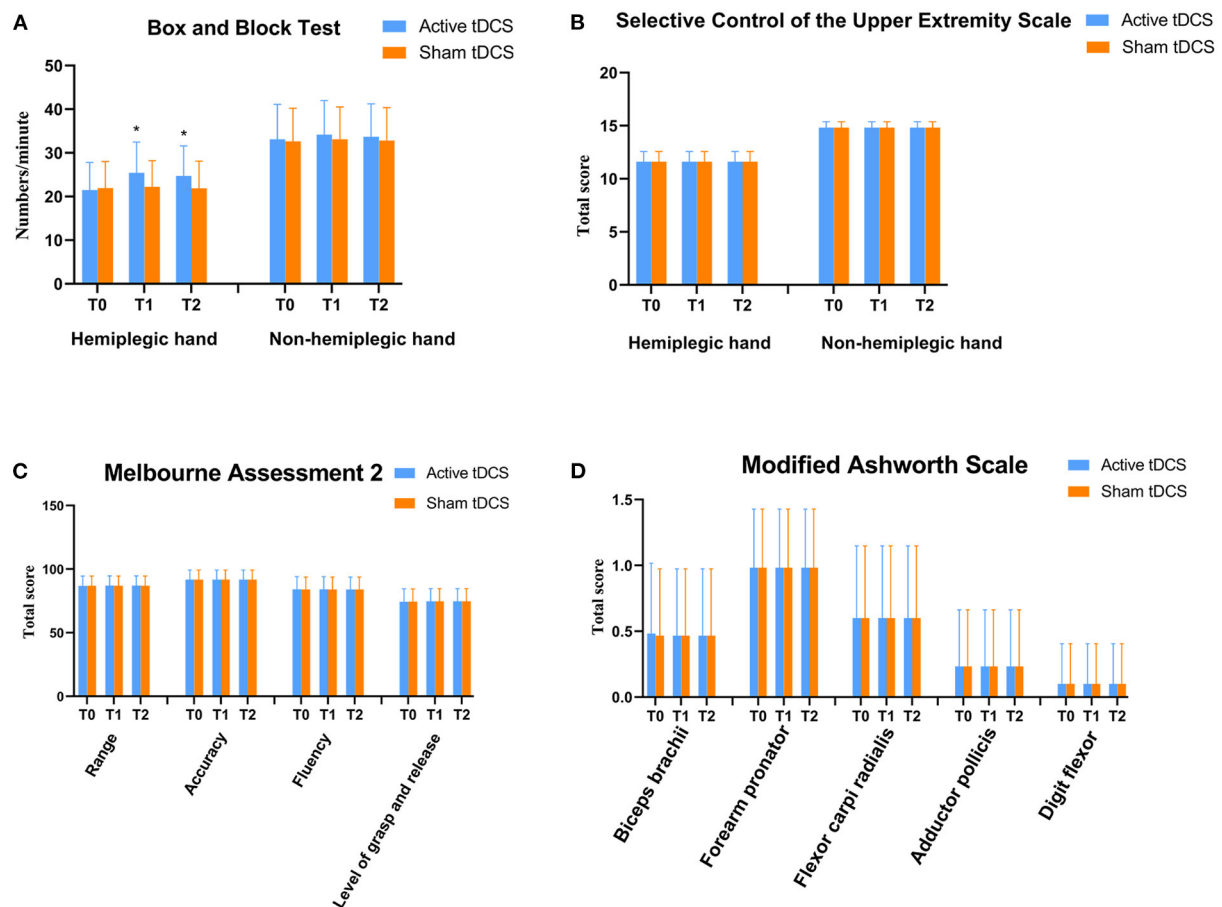 A
Box and Block Test
Active tDCS
Sham tDCS
Numbers/minute
50
40
30
20
10
0
* *
T0 T1 T2 T0 T1 T2
Hemiplegic hand Non-hemiplegic hand
B
Selective Control of the Upper Extremity Scale
Active tDCS
Sham tDCS
Total score
20
15
10
5
0
T0 T1 T2 T0 T1 T2
Hemiplegic hand Non-hemiplegic hand
C
Melbourne Assessment 2
Active tDCS
Sham tDCS
Total score
150
100
50
0
T0 T1 T2 T0 T1 T2 T0 T1 T2 T0 T1 T2
Range
Accuracy
Fluency
Level of grasp and release
D
Modified Ashworth Scale
Active tDCS
Sham tDCS
Total score
1.5
1.0
0.5
0.0
T0 T1 T2 T0 T1 T2 T0 T1 T2 T0 T1 T2 T0 T1 T2
Biceps brachii
Forearm pronator
Flexor carpi radialis
Adductor pollicis
Digit flexor